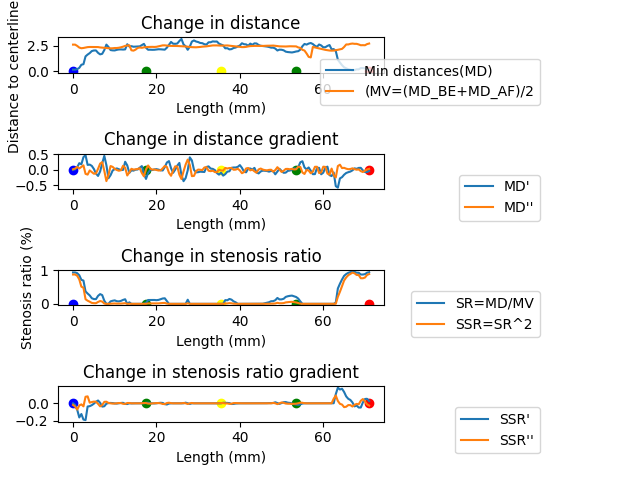 Change in distance
Distance to centerline
2.5
0.0
0 20 40 60
Length (mm)
Min distances(MD)
(MV=(MD_BE+MD_AF)/2
Change in distance gradient
0.5
0.0
−0.5
0 20 40 60
Length (mm)
MD'
MD''
Change in stenosis ratio
Stenosis ratio (%)
1
0
0 20 40 60
Length (mm)
SR=MD/MV
SSR=SR^2
Change in stenosis ratio gradient
0.0
−0.2
0 20 40 60
Length (mm)
SSR'
SSR''